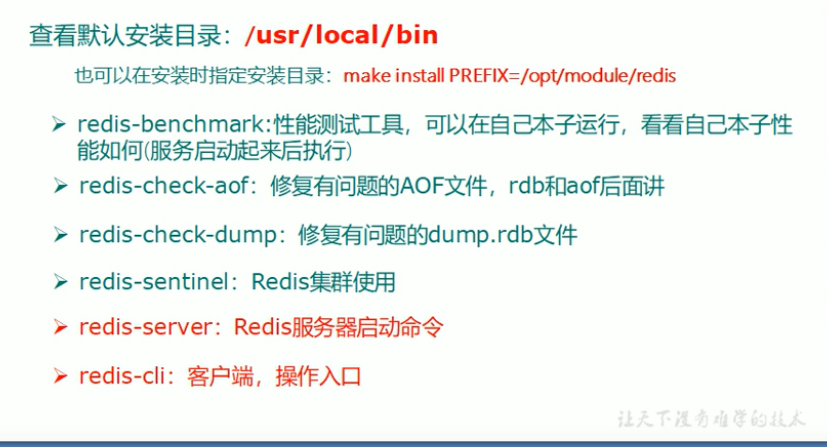 查看默认安装目录：/usr/local/bin
也可以在安装时指定安装目录：make install PREFIX=/opt/module/redis
➢ redis-benchmark:性能测试工具，可以在自己本子运行，看看自己本子性
能如何(服务启动起来后执行)
➢ redis-check-aof：修复有问题的AOF文件，rdb和aof后面讲
➢ redis-check-dump：修复有问题的dump.rdb文件
➢ redis-sentinel：Redis集群使用
➢ redis-server：Redis服务器启动命令
➢ redis-cli：客户端，操作入口
让天下没有难学的技术